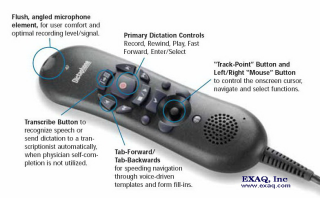 Flush, angled microphone
element, for user comfort and
optimal recording level/signal.
Primary Dictation Controls
Record, Rewind, Play, Fast
Forward, Enter/Select
"Track-Point" Button and
Left/Right "Mouse" Button
to control the onscreen cursor,
navigate and select functions.
Dictaphone
Transcribe Button to
recognize speech or
send dictation to a tran-
scriptionist automatically,
when physician self-com-
pletion is not utilized.
Tab-Forward/
Tab-Backwards
for speeding navigation
through voice-driven
templates and form fill-ins.
EXAQ, Inc
www.exaq.com